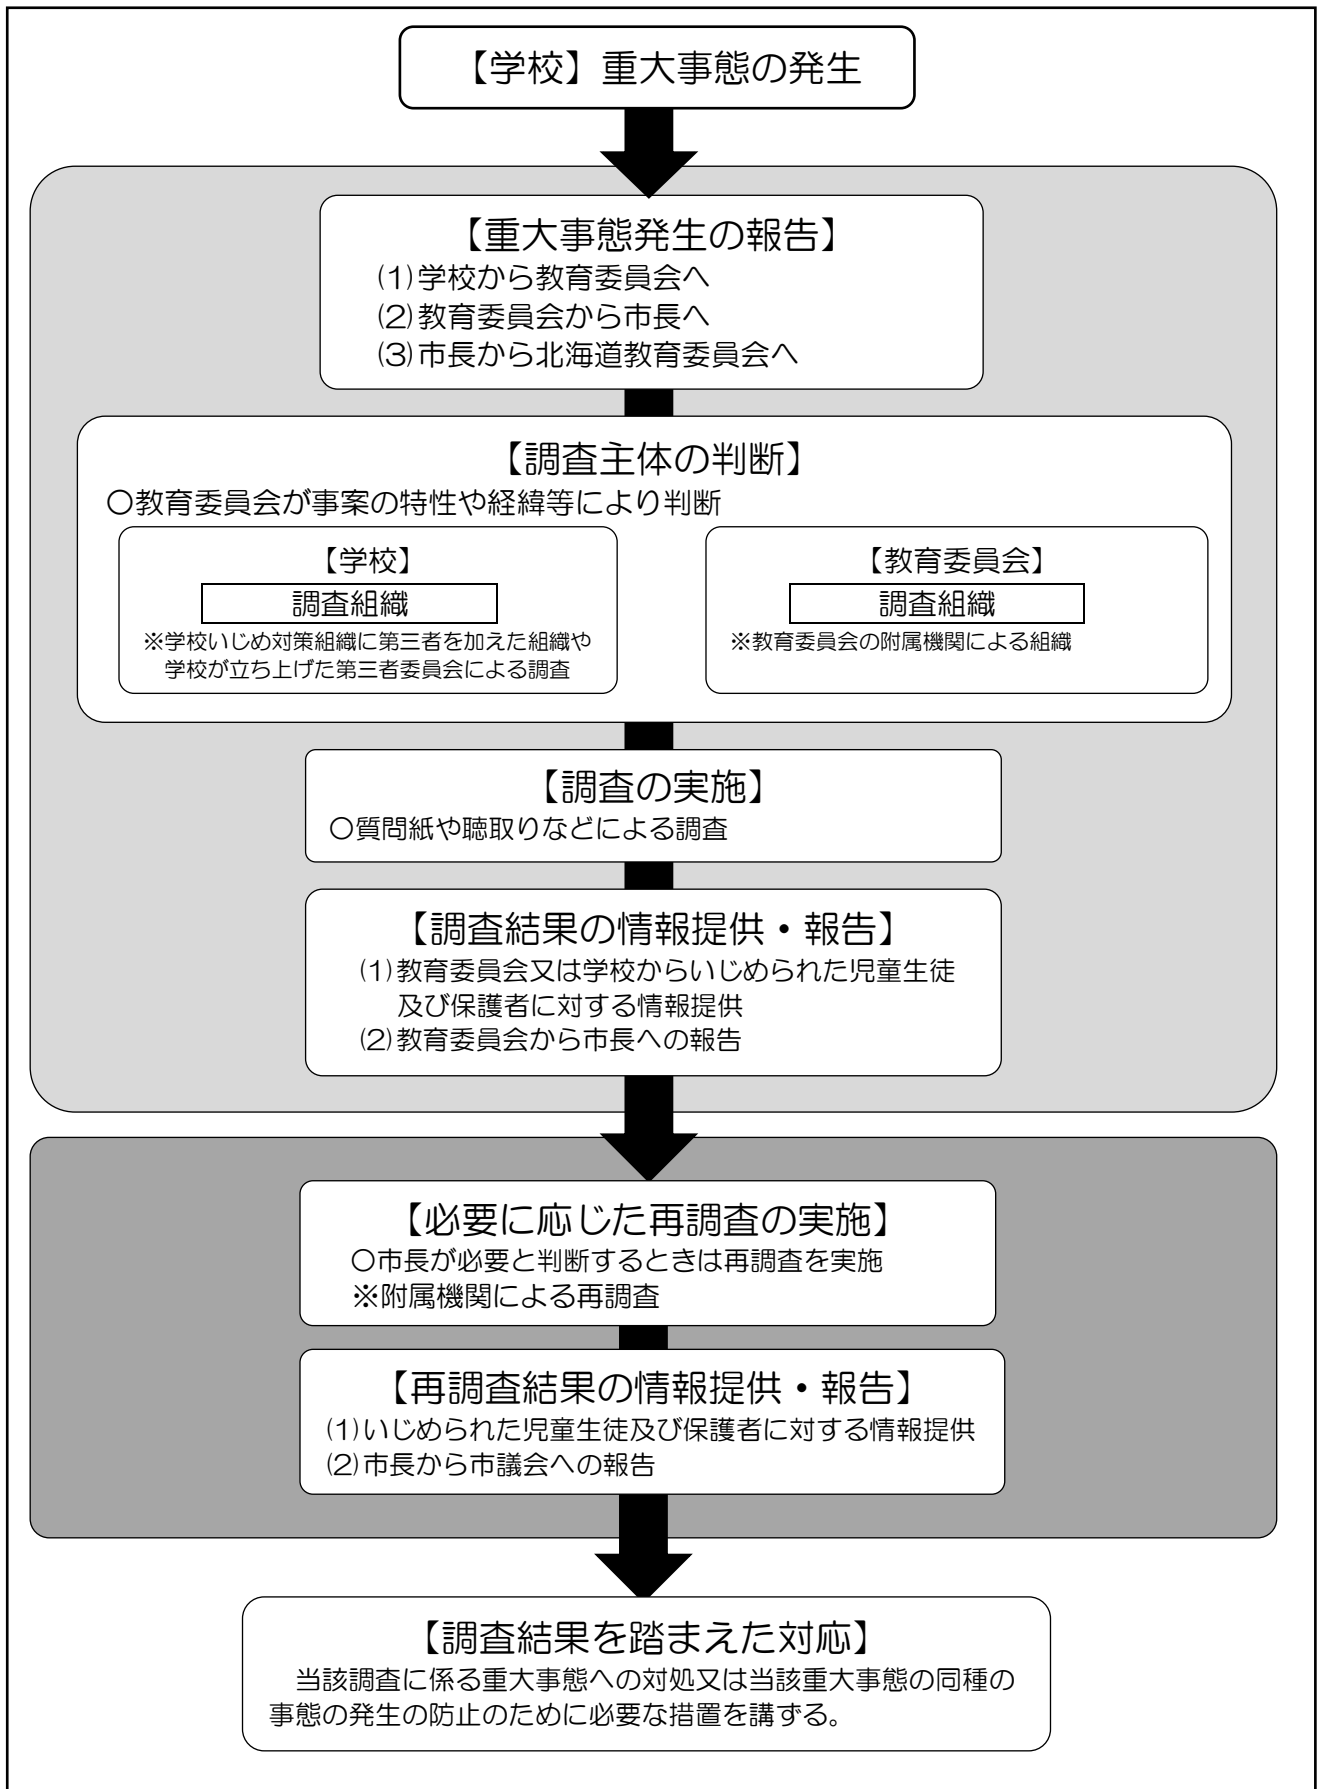 【学校】重大事態の発生
【重大事態発生の報告】
(1)学校から教育委員会へ
(2)教育委員会から市長へ
(3)市長から北海道教育委員会へ
【調査主体の判断】
○教育委員会が事案の特性や経緯等により判断
【学校】
調査組織
※学校いじめ対策組織に第三者を加えた組織や
学校が立ち上げた第三者委員会による調査
【教育委員会】
調査組織
※教育委員会の附属機関による組織
【調査の実施】
○質問紙や聴取りなどによる調査
【調査結果の情報提供・報告】
(1)教育委員会又は学校からいじめられた児童生徒
及び保護者に対する情報提供
(2)教育委員会から市長への報告
【必要に応じた再調査の実施】
○市長が必要と判断するときは再調査を実施
※附属機関による再調査
【再調査結果の情報提供・報告】
(1)いじめられた児童生徒及び保護者に対する情報提供
(2)市長から市議会への報告
【調査結果を踏まえた対応】
当該調査に係る重大事態への対処又は当該重大事態の同種の
事態の発生の防止のために必要な措置を講ずる。